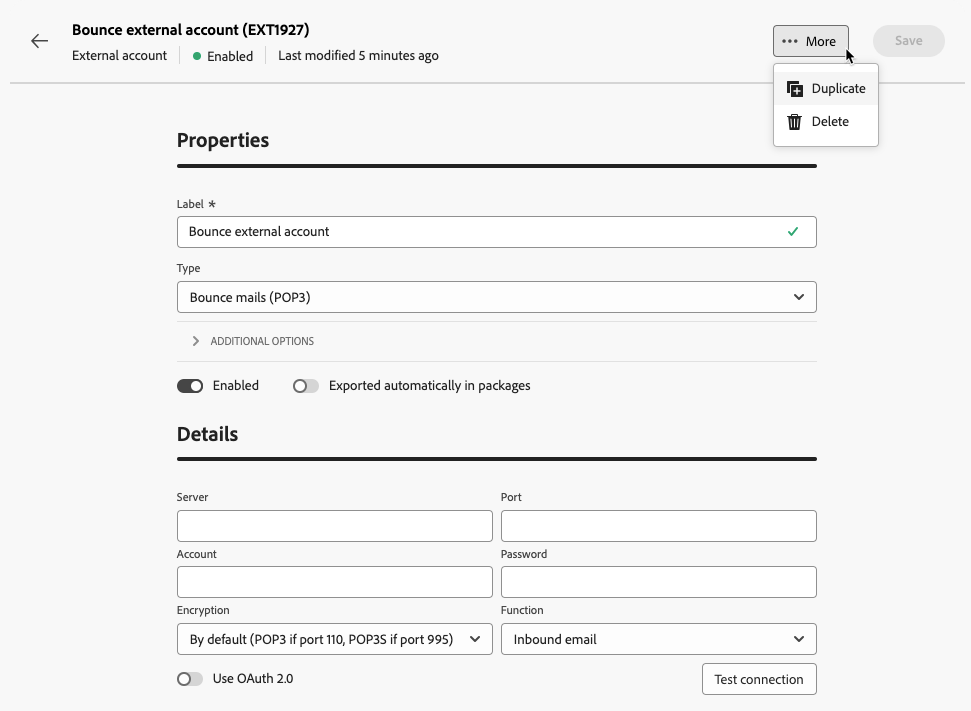 Bounce external account (EXT1927)
External account Enabled Last modified 5 minutes ago
More
Save
Duplicate
Delete
Properties
Label *
Bounce external account
Type
Bounce mails (POP3)
ADDITIONAL OPTIONS
Enabled Exported automatically in packages
Details
Server Port
Account Password
Encryption Function
By default (POP3 if port 110, POP3S if port 995) Inbound email
Use OAuth 2.0 Test connection